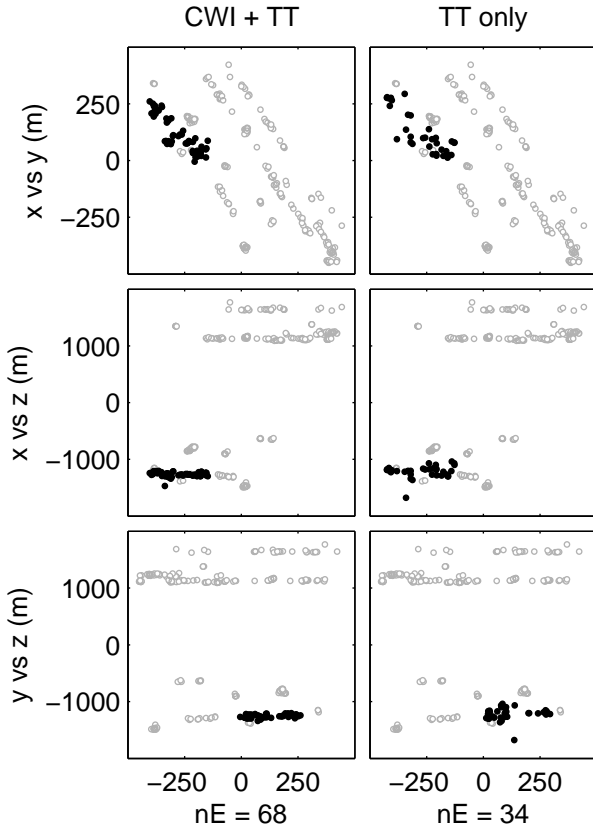 CWI + TT TT only
x vs y (m)
250
0
−250
x vs z (m)
1000
0
−1000
y vs z (m)
1000
0
−1000
−250 0 250 −250 0 250
nE = 68 nE = 34